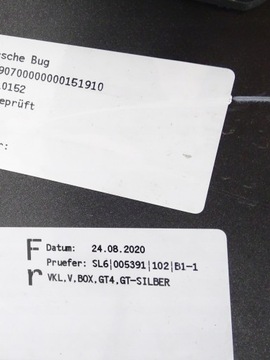 sche Bug
90700000000151910
.0152
eprüft
r:
F Datum: 24.08.2020
r Pruefer: SL6|005391|102|B1-1
VKL,V,BOX,GT4,GT-SILBER